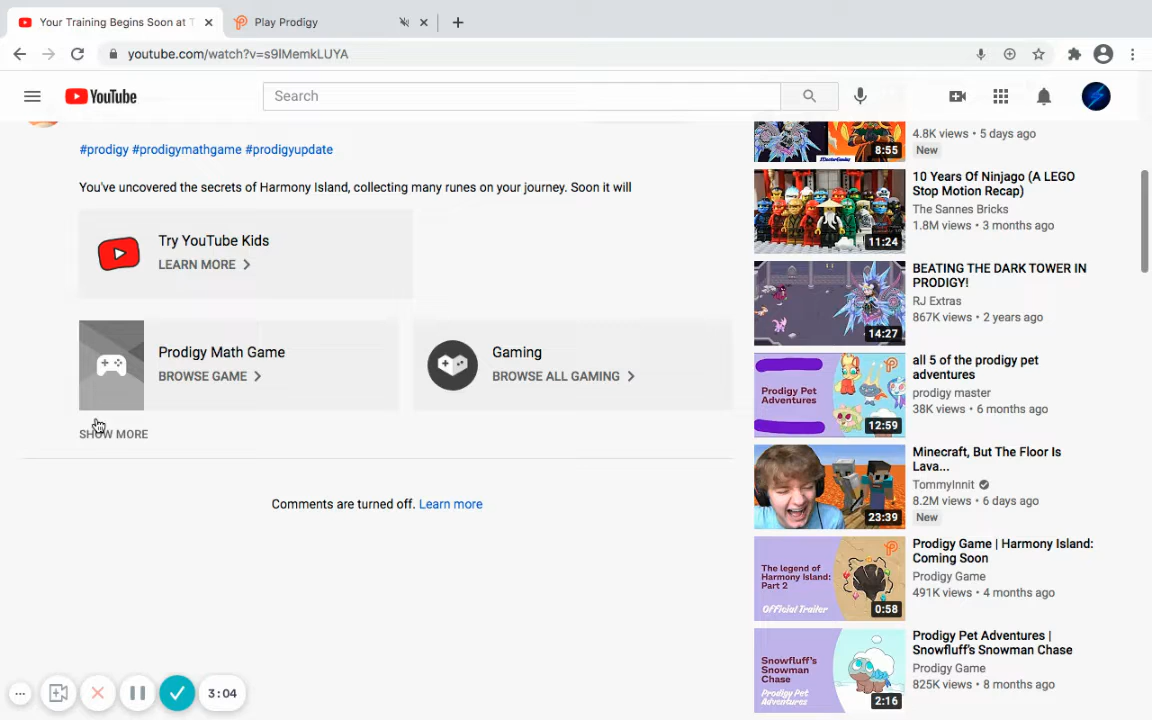 Your Training Begins Soon at T
Play Prodigy
youtube.com/watch?v=s9lMemkLUYA
YouTube
Search
#prodigy #prodigymathgame #prodigyupdate
You've uncovered the secrets of Harmony Island, collecting many runes on your journey. Soon it will
Try YouTube Kids
LEARN MORE
Prodigy Math Game
BROWSE GAME
Gaming
BROWSE ALL GAMING
SHOW MORE
Comments are turned off. Learn more
8:55
4.8K views • 5 days ago
New
11:24
10 Years Of Ninjago (A LEGO
Stop Motion Recap)
The Sannes Bricks
1.8M views • 3 months ago
14:27
BEATING THE DARK TOWER IN
PRODIGY!
RJ Extras
867K views • 2 years ago
Prodigy Pet
Adventures
12:59
all 5 of the prodigy pet
adventures
prodigy master
38K views • 6 months ago
23:39
Minecraft, But The Floor Is
Lava...
TommyInnit
8.2M views • 6 days ago
New
The legend of
Harmony Island:
Part 2
Official Trailer
0:58
Prodigy Game | Harmony Island:
Coming Soon
Prodigy Game
491K views • 4 months ago
Snowfluff's
Snowman
Chase
Prodigy Pet
Adventures
2:16
Prodigy Pet Adventures |
Snowfluff's Snowman Chase
Prodigy Game
825K views • 8 months ago
3:04